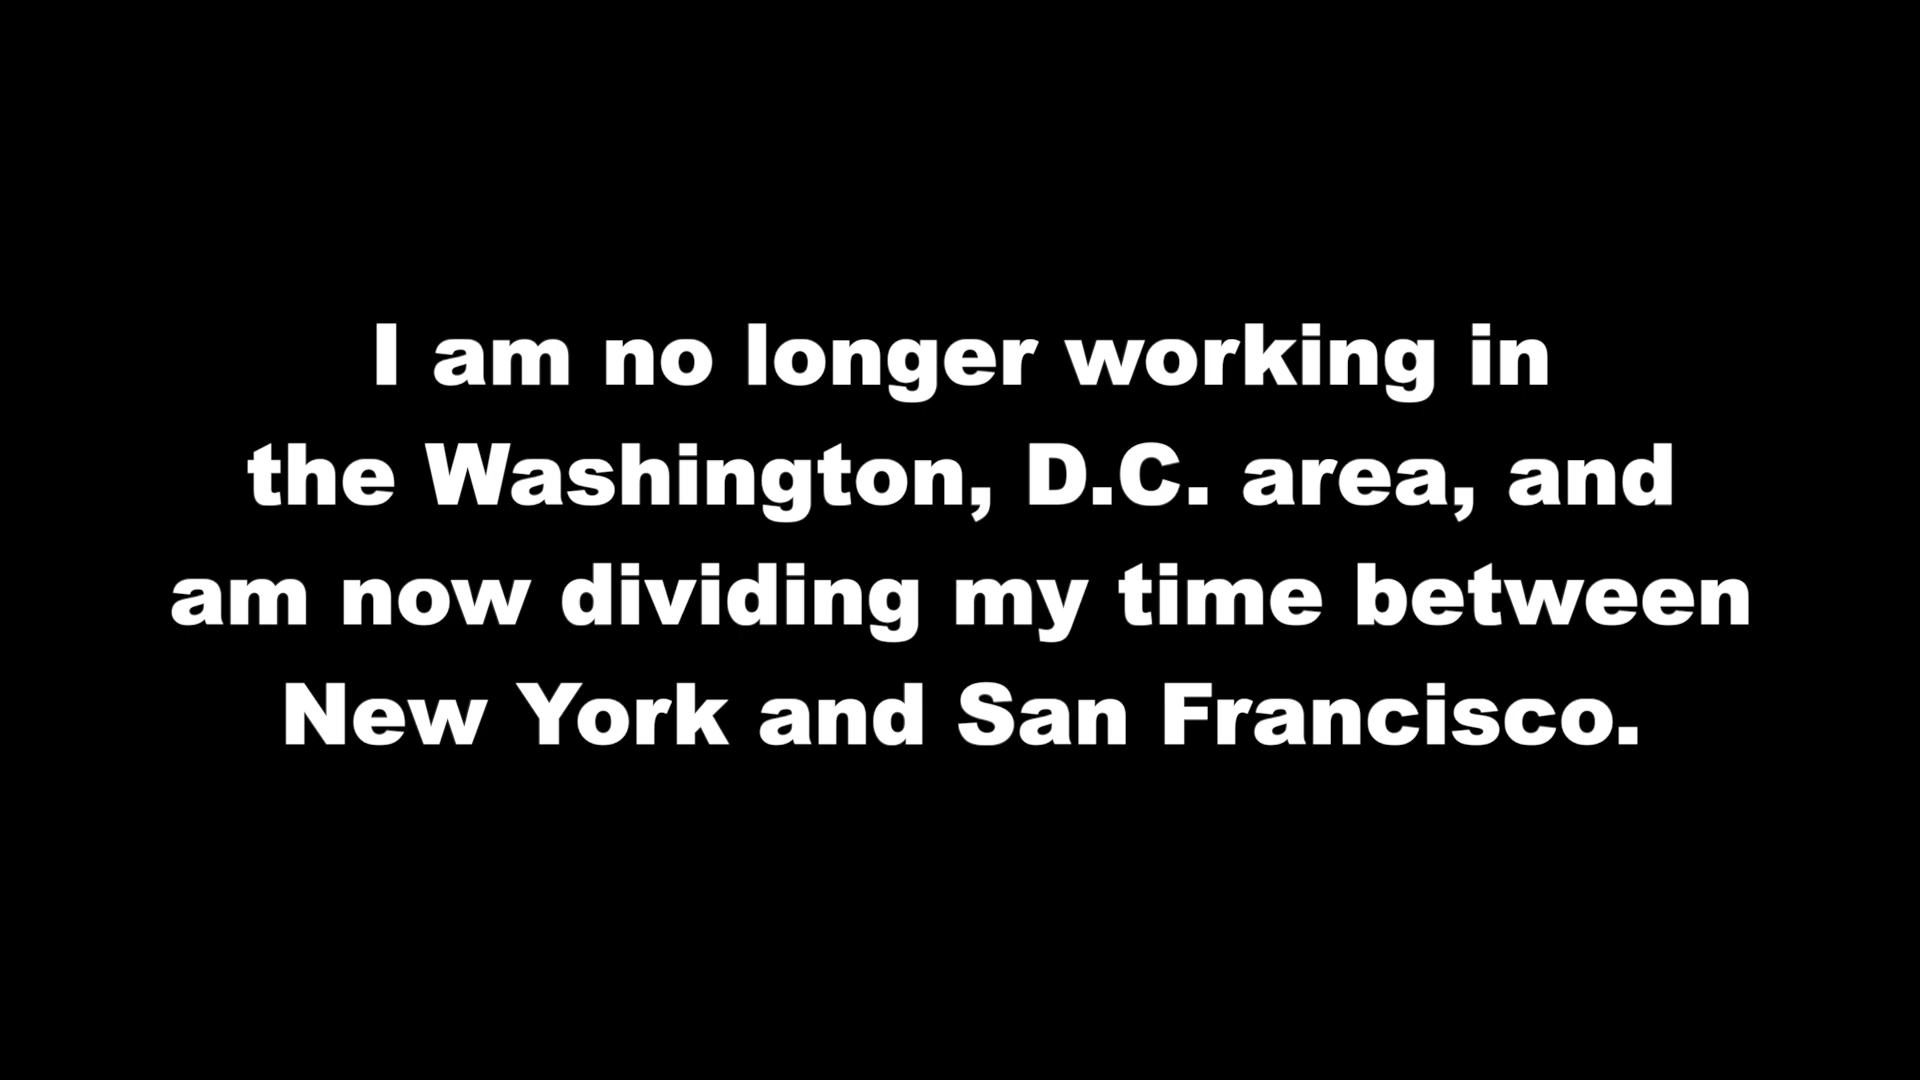 I am no longer working in
the Washington, D.C. area, and
am now dividing my time between
New York and San Francisco.